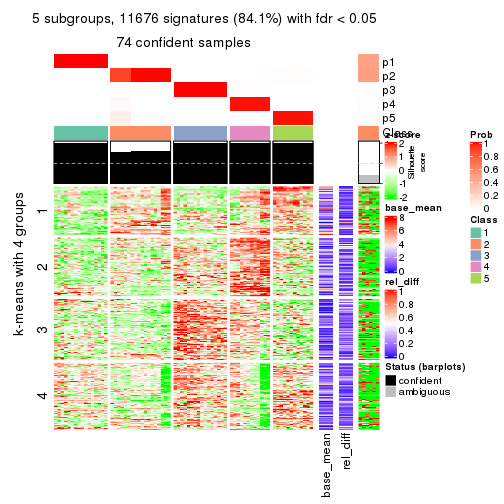 5 subgroups, 11676 signatures (84.1%) with fdr < 0.05
74 confident samples
p1
p2
p3
p4
p5
Class
z-score
2
1
0
-1
-2
Silhouette
score
base_mean
8
6
4
2
0
rel_diff
1
0.8
0.6
0.4
0.2
0
Status (barplots)
confident
ambiguous
Prob
1
0.8
0.6
0.4
0.2
0
Class
1
2
3
4
5
k-means with 4 groups
1
2
3
4
base_mean
rel_diff